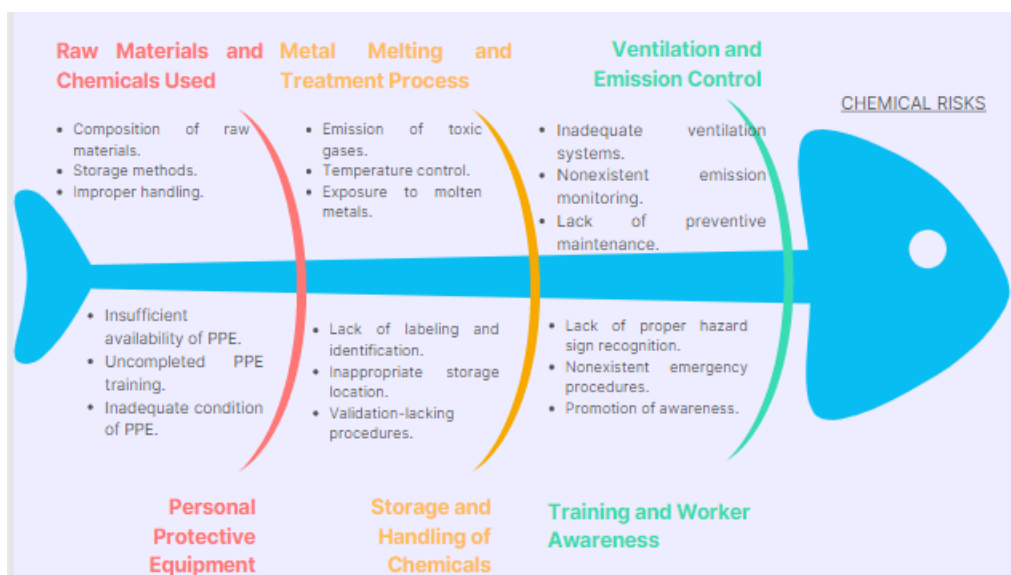 Raw Materials and
Chemicals Used
• Composition of raw
materials.
• Storage methods.
• Improper handling.
Metal Melting and
Treatment Process
• Emission of toxic
gases.
• Temperature control.
• Exposure to molten
metals.
Ventilation and
Emission Control
• Inadequate ventilation
systems.
• Nonexistent emission
monitoring.
• Lack of preventive
maintenance.
CHEMICAL RISKS
• Insufficient
availability of PPE.
• Uncompleted PPE
training.
• Inadequate condition
of PPE.
Personal
Protective
Equipment
• Lack of labeling and
identification.
• Inappropriate storage
location.
• Validation-lacking
procedures.
Storage and
Handling of
Chemicals
• Lack of proper hazard
sign recognition.
• Nonexistent emergency
procedures.
• Promotion of awareness.
Training and Worker
Awareness